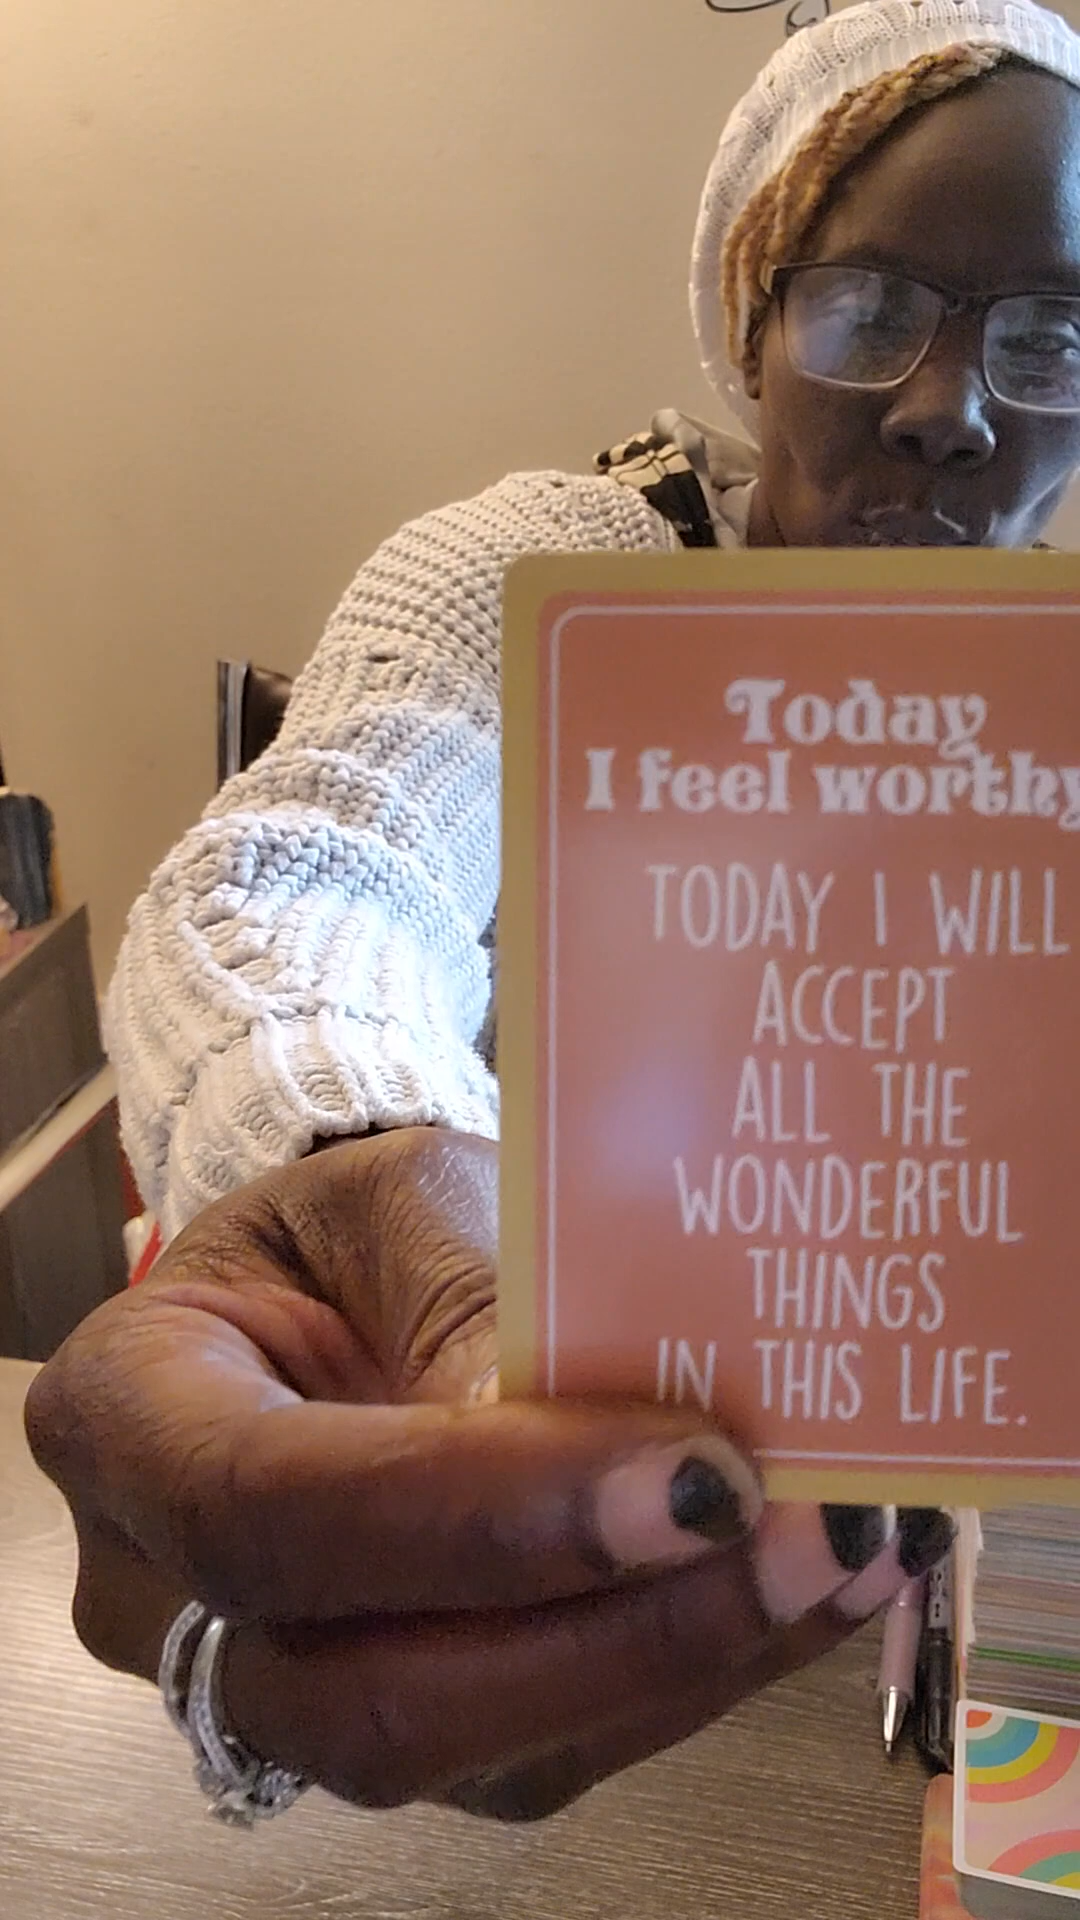 Today
I feel worthy
TODAY I WILL
ACCEPT
ALL THE
WONDERFUL
THINGS
IN THIS LIFE.